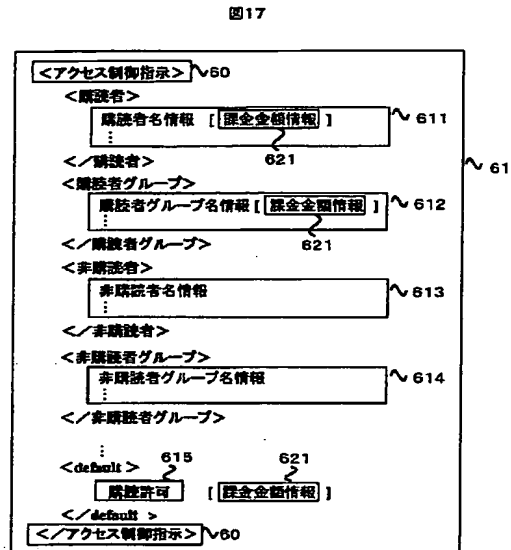 図17
<アクセス制御指示> 60
<購読者>
購読者名情報 [ 課金金額情報 ] 611
⋮
621
</購読者>
61
<購読者グループ>
購読者グループ名情報 [ 課金金額情報 ] 612
⋮
</購読者グループ> 621
<非購読者>
非購読者名情報 613
⋮
</非購読者>
<非購読者グループ>
非購読者グループ名情報 614
⋮
</非購読者グループ>
⋮
615 621
<default >
購読許可 [ 課金金額情報 ]
</default >
</アクセス制御指示> 60